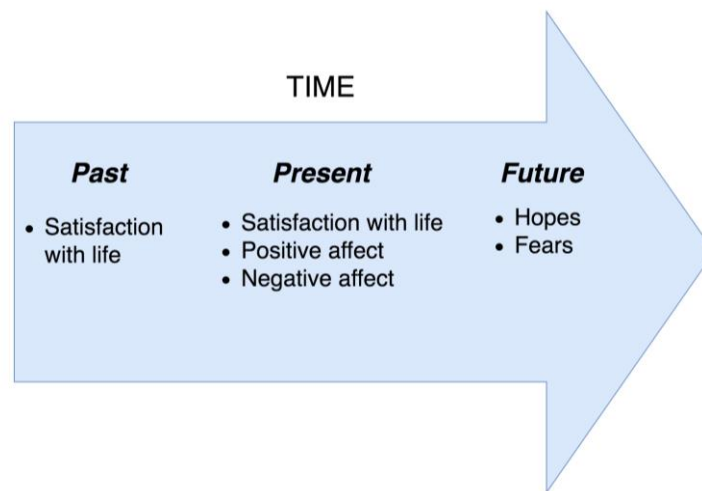 TIME
Past
• Satisfaction
with life
Present
• Satisfaction with life
• Positive affect
• Negative affect
Future
• Hopes
• Fears